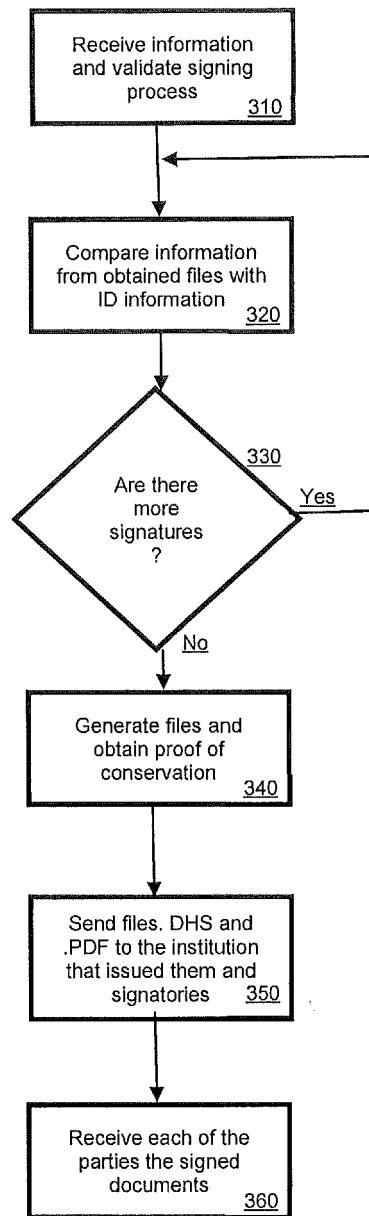 Receive information
and validate signing
process
310
Compare information
from obtained files with
ID information
320
330
Are there
more
signatures
?
Yes
No
Generate files and
obtain proof of
conservation
340
Send files. DHS and
.PDF to the institution
that issued them and
signatories
350
Receive each of the
parties the signed
documents
360